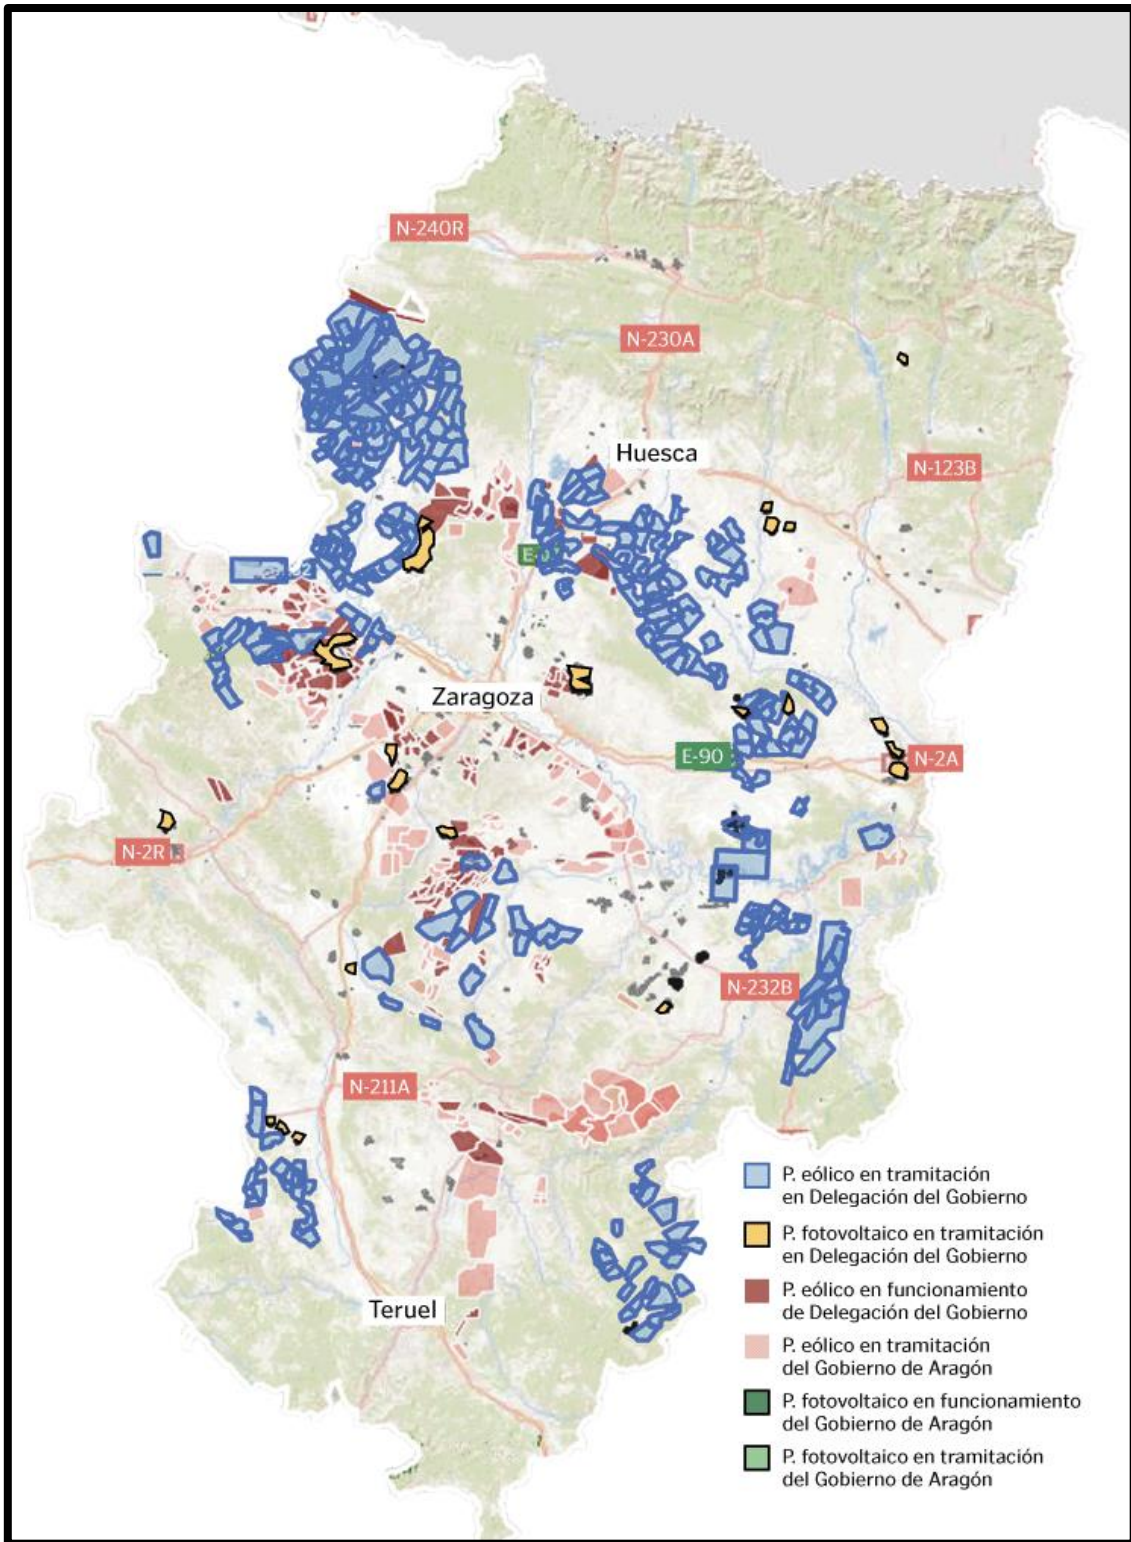 N-240R
N-230A
Huesca
N-123B
Zaragoza
E-90
N-2A
N-2R
N-232B
N-211A
Teruel
P. eólico en tramitación
en Delegación del Gobierno
P. fotovoltaico en tramitación
en Delegación del Gobierno
P. eólico en funcionamiento
de Delegación del Gobierno
P. eólico en tramitación
del Gobierno de Aragón
P. fotovoltaico en funcionamiento
del Gobierno de Aragón
P. fotovoltaico en tramitación
del Gobierno de Aragón